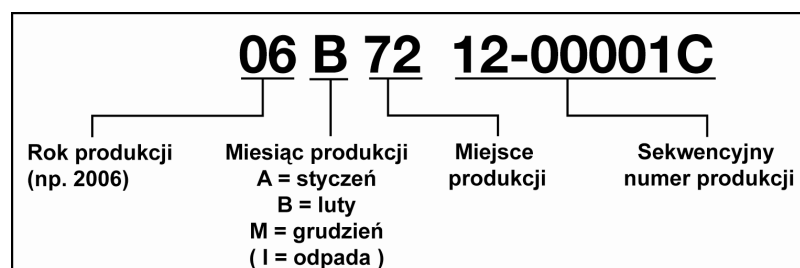 06 B 72 12-00001C
Rok produkcji
(np. 2006)
Miesiąc produkcji
A = styczeń
B = luty
M = grudzień
( I = odpada )
Miejsce
produkcji
Sekwencyjny
numer produkcji